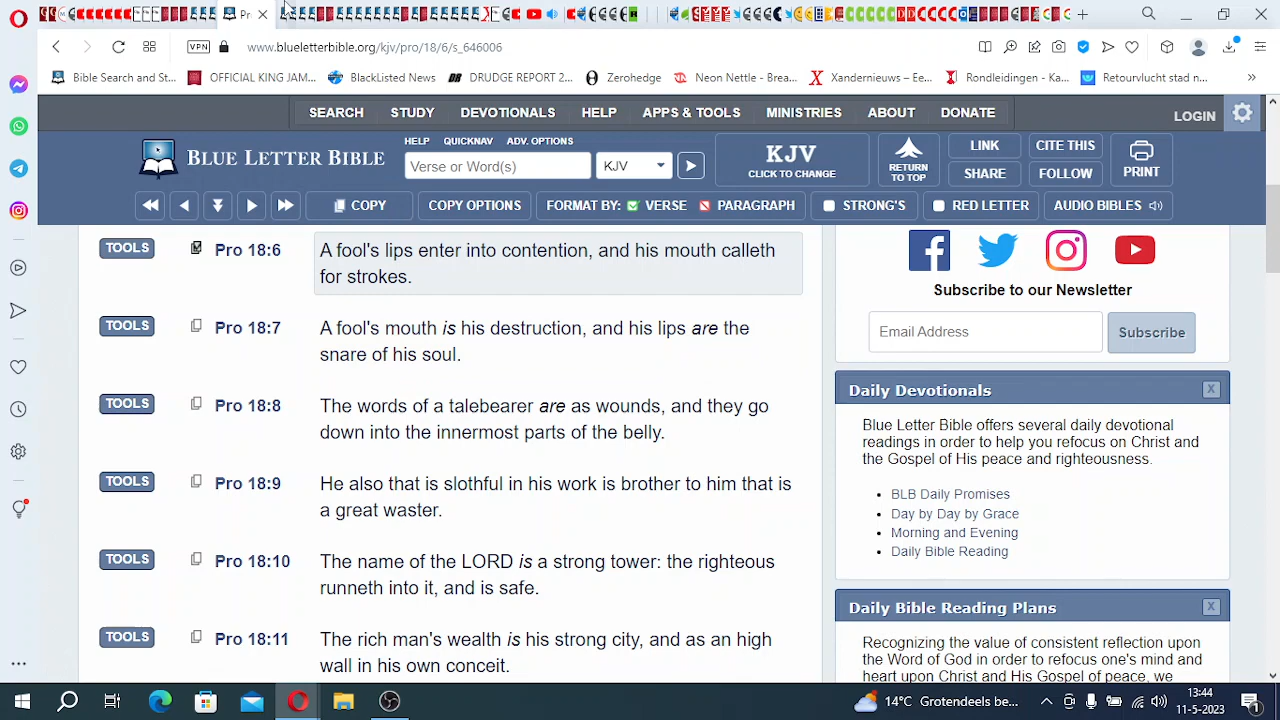 Pr
VPN
www.blueletterbible.org/kjv/pro/18/6/s_646006
Bible Search and St...
OFFICIAL KING JAM...
BlackListed News
DRUDGE REPORT 2...
Zerohedge
Neon Nettle - Brea...
Xandernieuws – Ee...
Rondleidingen - Ka...
Retourvlucht stad n...
»
SEARCH
STUDY
DEVOTIONALS
HELP
APPS & TOOLS
MINISTRIES
ABOUT
DONATE
LOGIN
BLUE LETTER BIBLE
HELP
QUICKNAV
ADV. OPTIONS
Verse or Word(s)
KJV
KJV
CLICK TO CHANGE
RETURN
TO TOP
LINK
CITE THIS
SHARE
FOLLOW
PRINT
COPY
COPY OPTIONS
FORMAT BY:
VERSE
PARAGRAPH
STRONG'S
RED LETTER
AUDIO BIBLES
TOOLS
Pro 18:6
A fool's lips enter into contention, and his mouth calleth
for strokes.
TOOLS
Pro 18:7
A fool's mouth is his destruction, and his lips are the
snare of his soul.
TOOLS
Pro 18:8
The words of a talebearer are as wounds, and they go
down into the innermost parts of the belly.
TOOLS
Pro 18:9
He also that is slothful in his work is brother to him that is
a great waster.
TOOLS
Pro 18:10
The name of the LORD is a strong tower: the righteous
runneth into it, and is safe.
TOOLS
Pro 18:11
The rich man's wealth is his strong city, and as an high
wall in his own conceit.
Subscribe to our Newsletter
Email Address
Subscribe
Daily Devotionals
X
Blue Letter Bible offers several daily devotional
readings in order to help you refocus on Christ and
the Gospel of His peace and righteousness.
BLB Daily Promises
Day by Day by Grace
Morning and Evening
Daily Bible Reading
Daily Bible Reading Plans
X
Recognizing the value of consistent reflection upon
the Word of God in order to refocus one's mind and
heart upon Christ and His Gospel of peace, we
14°C Grotendeels be...
13:44
11-5-2023
1